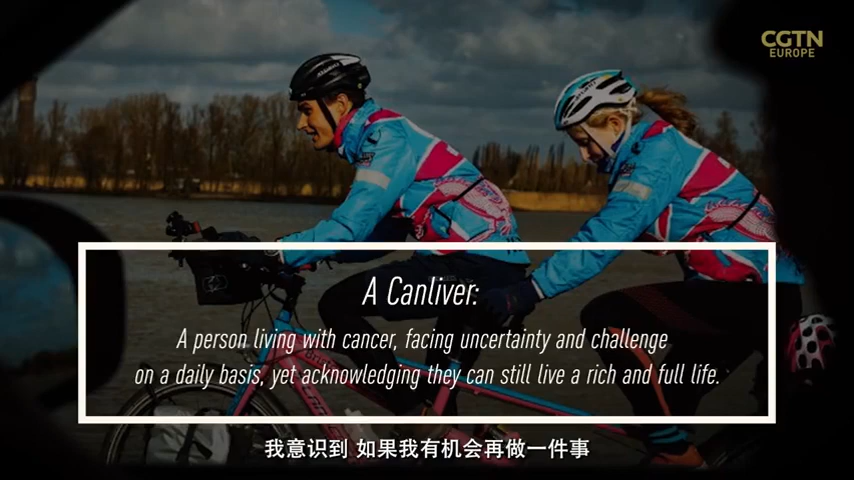 CGTN
EUROPE
A Canliver:
A person living with cancer, facing uncertainty and challenge
on a daily basis, yet acknowledging they can still live a rich and full life.
我意识到 如果我有机会再做一件事